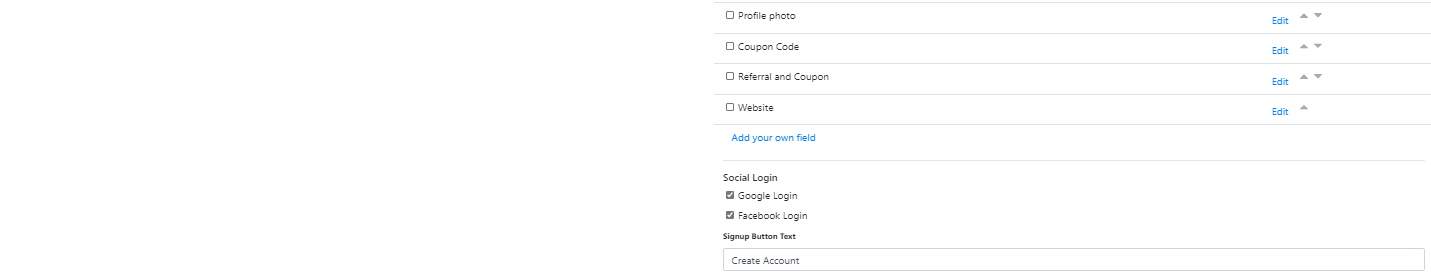 Profile photo Edit
Coupon Code Edit
Referral and Coupon Edit
Website Edit
Add your own field
Social Login
Google Login
Facebook Login
Signup Button Text
Create Account